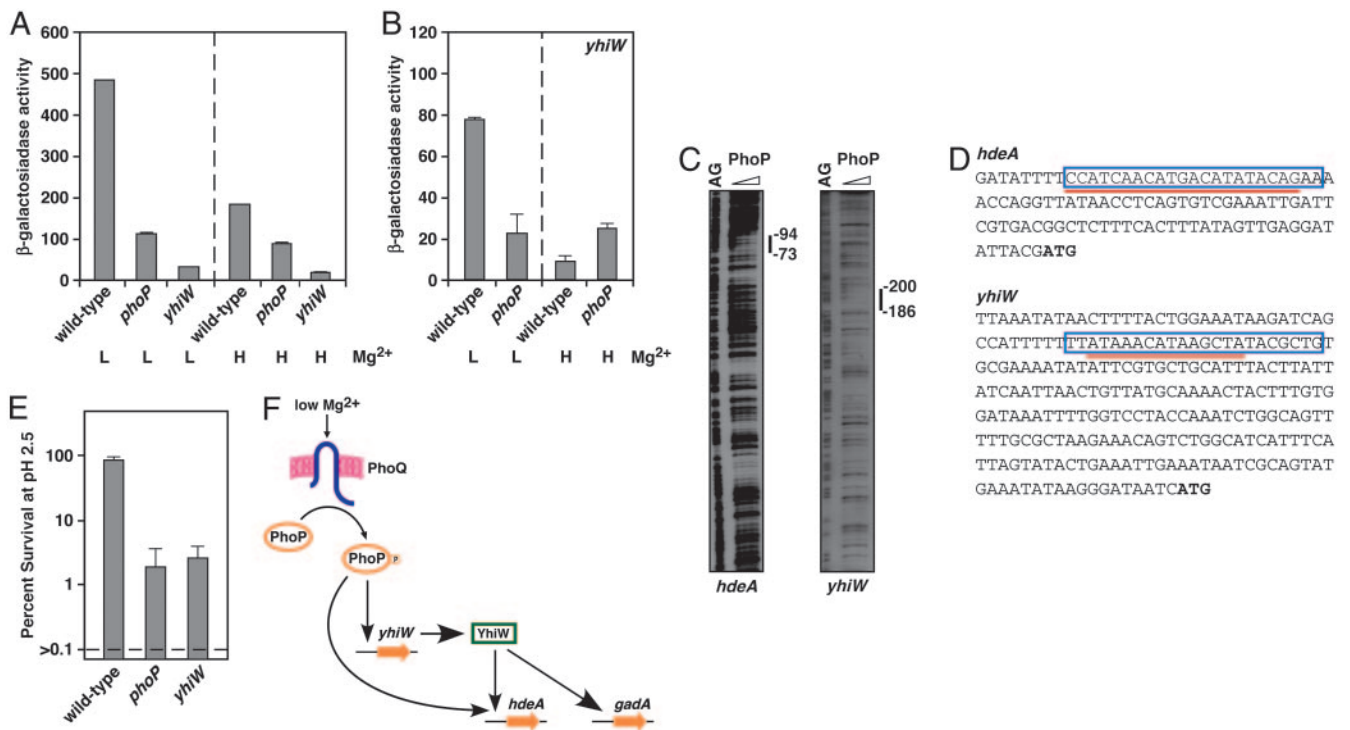 A
600
500
400
300
200
100
0
β-galactosiadase activity
wild-type
phoP
yhiW
wild-type
phoP
yhiW
L L L H H H Mg2+
B
120
100
80
60
40
20
0
β-galactosiadase activity
yhiW
wild-type
phoP
wild-type
phoP
L L H H
C
AG
PhoP
-94
-73
hdeA
AG
PhoP
-200
-186
yhiW
D
hdeA
GATATTTTCCATCAACATGACATATACAGAAA
ACCAGGTTATAACCTCAGTGTCGAAATTGATT
CGTGACGGCTCTTTCACTTTATAGTTGAGGAT
ATTACGATG
yhiW
TTAAATATAACTTTTACTGGAAATAAGATCAG
CCATTTTTTTATAAACATAAGCTATACGCTGT
GCGAAAATATATTCGTGCTGCATTTACTTATT
ATCAATTAACTGTTATGCAAAACTACTTTGTG
GATAAATTTTGGTCCTACCAAATCTGGCAGTT
TTTGCGCTAAGAAACAGTCTGGCATCATTTCA
TTAGTATACTGAAATTGAAATAATCGCAGTAT
GAAATATAAGGGATAATCATG
E
100
10
1
>0.1
Percent Survival at pH 2.5
wild-type
phoP
yhiW
F
low Mg2+
PhoQ
PhoP
PhoP
P
yhiW
YhiW
hdeA
gadA